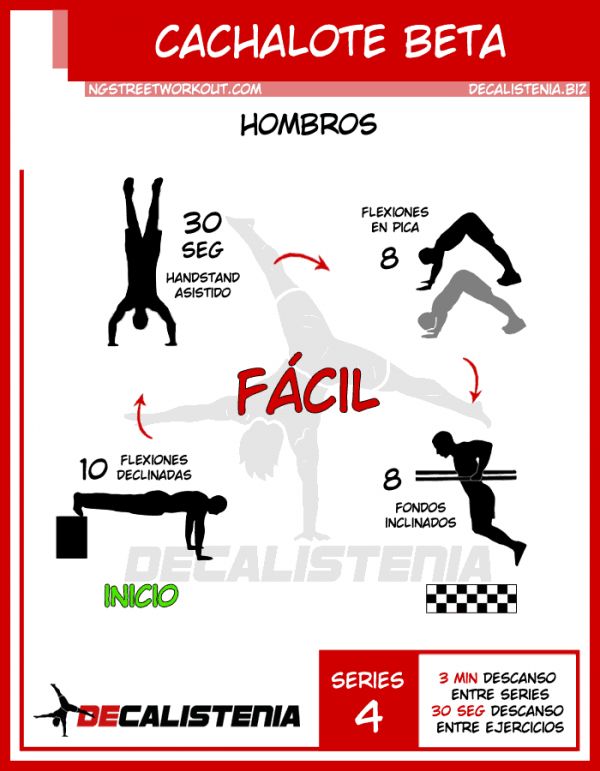 CACHALOTE BETA
NGSTREETWORKOUT.COM
DECALISTENIA.BIZ
HOMBROS
30
SEG
HANDSTAND
ASISTIDO
FLEXIONES
EN PICA
8
FÁCIL
10
FLEXIONES
DECLINADAS
8
FONDOS
INCLINADOS
DECALISTENIA
INICIO
DECALISTENIA
SERIES
4
3 MIN DESCANSO
ENTRE SERIES
30 SEG DESCANSO
ENTRE EJERCICIOS